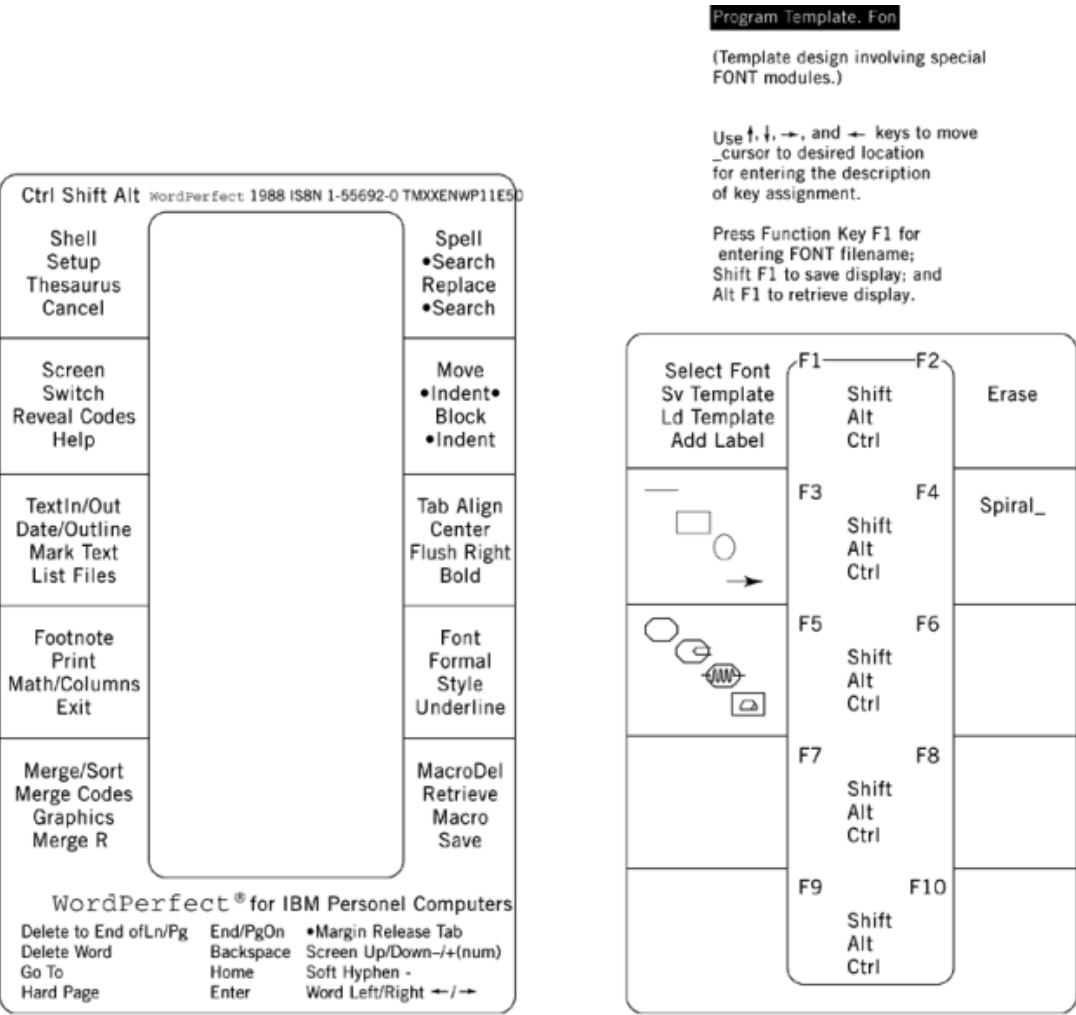 Ctrl Shift Alt WordPerfect 1988 IS8N 1-55692-0 TMXXENWP11E50
Shell
Setup
Thesaurus
Cancel
Spell
•Search
Replace
•Search
Screen
Switch
Reveal Codes
Help
Move
•Indent•
Block
•Indent
TextIn/Out
Date/Outline
Mark Text
List Files
Tab Align
Center
Flush Right
Bold
Footnote
Print
Math/Columns
Exit
Font
Formal
Style
Underline
Merge/Sort
Merge Codes
Graphics
Merge R
MacroDel
Retrieve
Macro
Save
WordPerfect® for IBM Personel Computers
Delete to End ofLn/Pg End/PgOn •Margin Release Tab
Delete Word Backspace Screen Up/Down–/+(num)
Go To Home Soft Hyphen -
Hard Page Enter Word Left/Right ←/→
Program Template. Fon
(Template design involving special
FONT modules.)
Use ↑, ↓, →, and ← keys to move
_cursor to desired location
for entering the description
of key assignment.
Press Function Key F1 for
entering FONT filename;
Shift F1 to save display; and
Alt F1 to retrieve display.
Select Font
Sv Template
Ld Template
Add Label
F1 F2
Shift
Alt
Ctrl
Erase
F3 F4
Shift
Alt
Ctrl
Spiral_
F5 F6
Shift
Alt
Ctrl
F7 F8
Shift
Alt
Ctrl
F9 F10
Shift
Alt
Ctrl